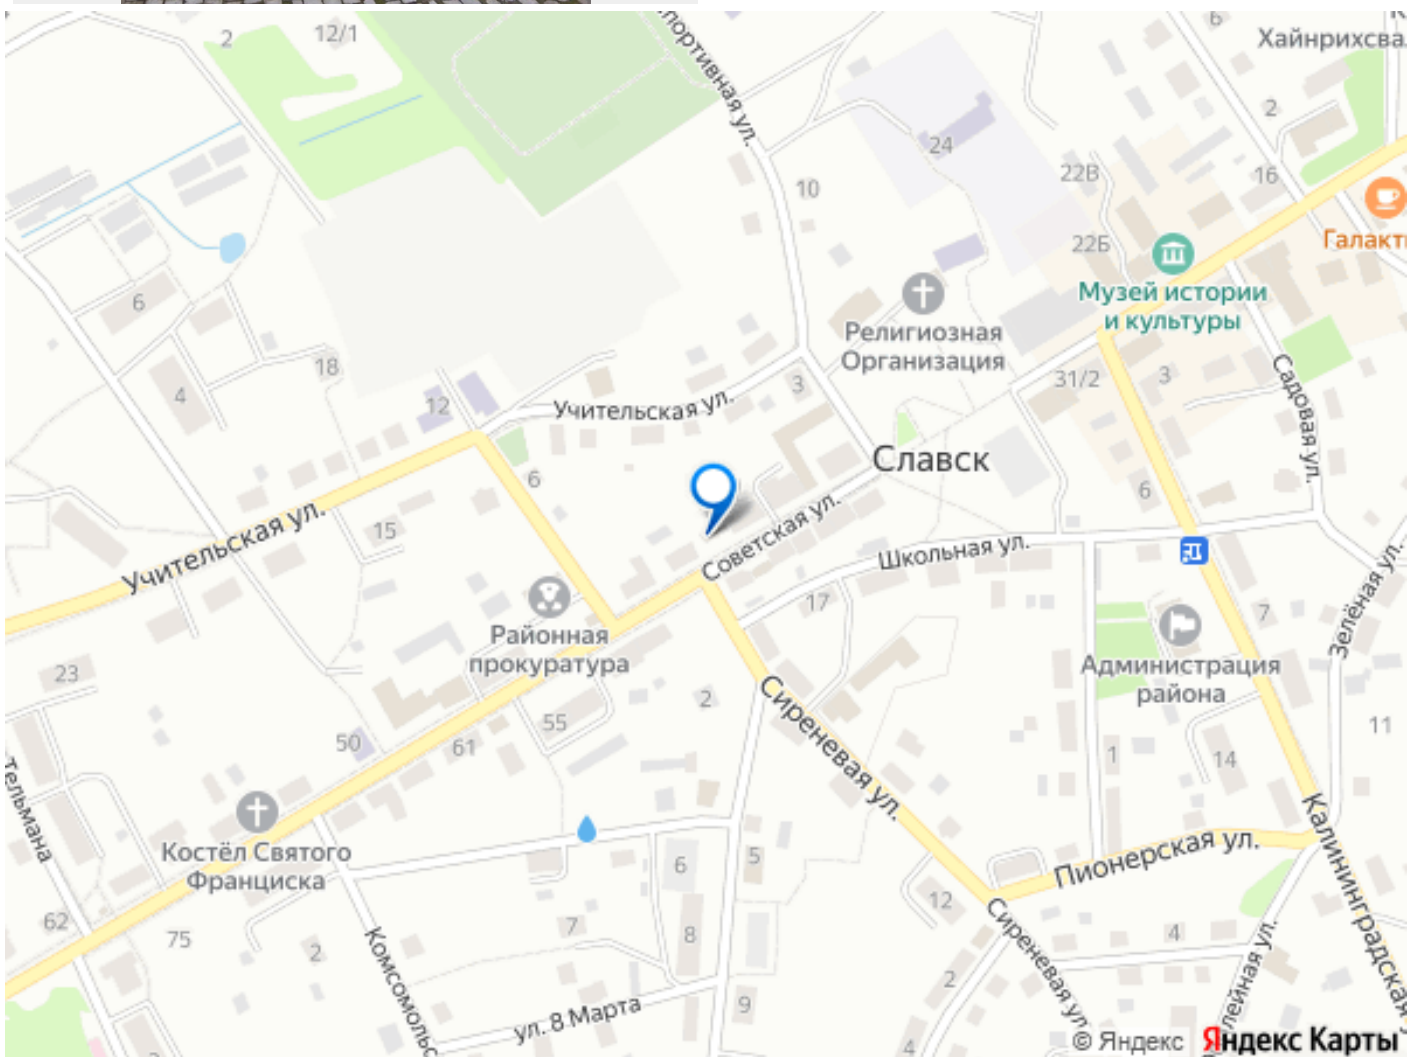 2
12/1
Спортивная ул.
6
Хайнрихсва
2
24
22В
16
10
22Б
Галакт
Музей истории
и культуры
6
Религиозная
Организация
18
31/2
3
3
4
12
Учительская ул.
Садовая ул.
Славск
6
6
15
Учительская ул.
Советская ул.
Школьная ул.
17
7
Зелёная ул.
Районная
прокуратура
Администрация
района
23
2
55
Сиреневая ул.
11
50
61
1
14
Тельмана
Костёл Святого
Франциска
6
5
Пионерская ул.
Калининградская
62
75
2
7
8
12
Сиреневая ул.
4
Комсомольс
ул. 8 Марта
9
2
4
лейная ул.
© Яндекс
Яндекс Карты